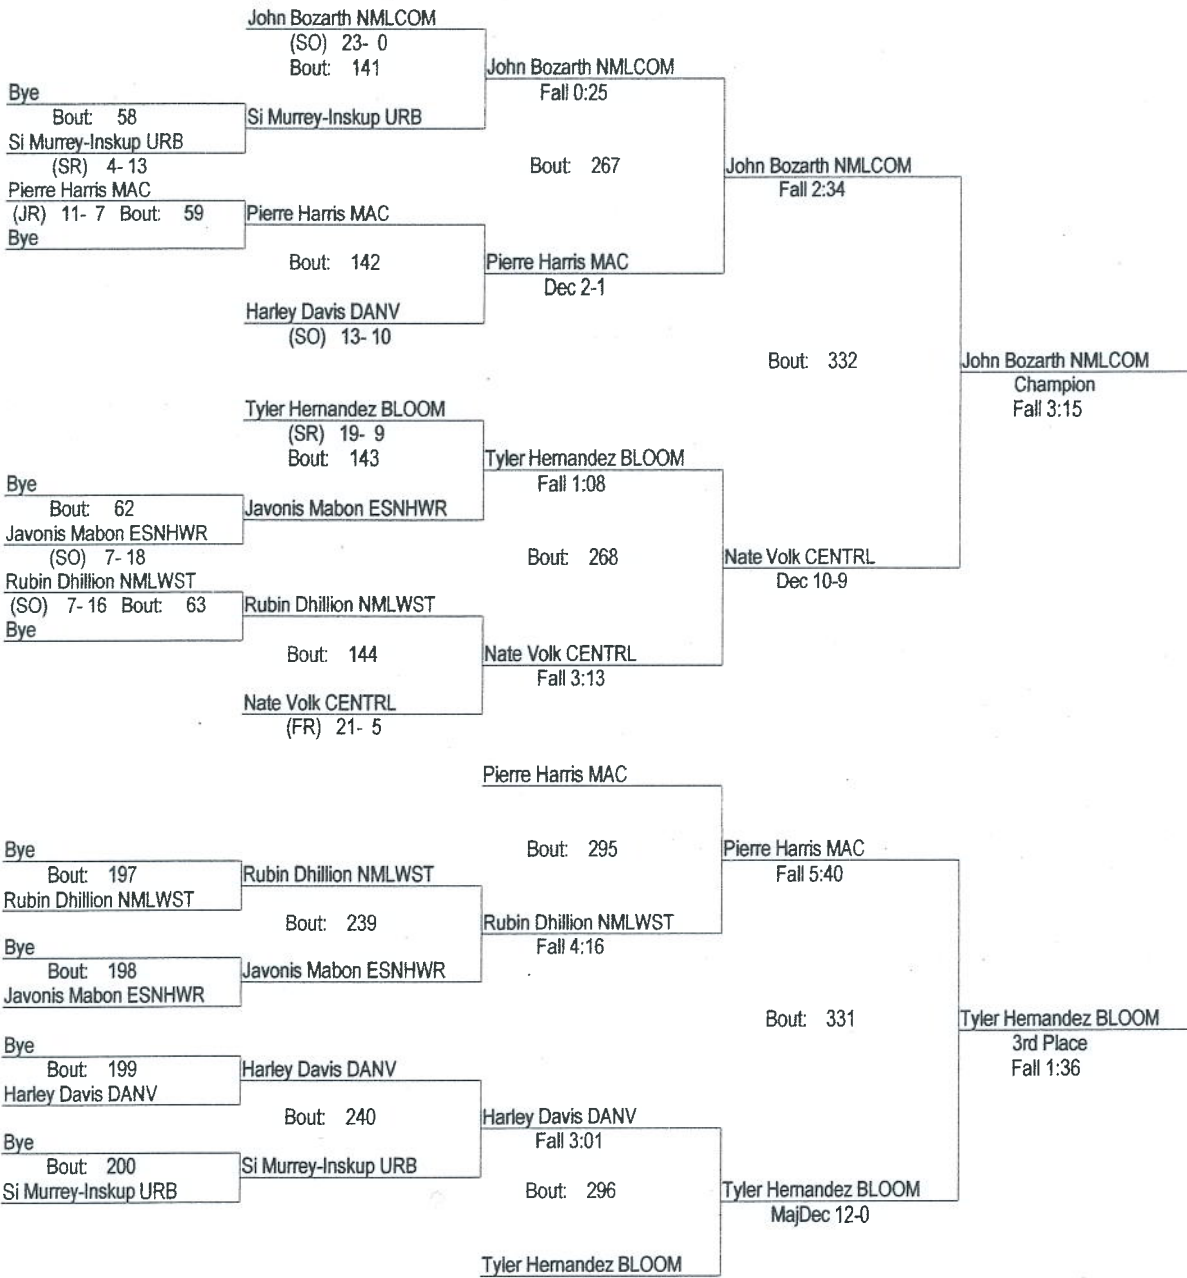 John Bozarth NMLCOM
(SO) 23- 0
Bout: 141
John Bozarth NMLCOM
Fall 0:25
Bye
Bout: 58
Si Murrey-Inskup URB
Si Murrey-Inskup URB
(SR) 4- 13
Bout: 267
John Bozarth NMLCOM
Fall 2:34
Pierre Harris MAC
(JR) 11- 7 Bout: 59
Pierre Harris MAC
Bye
Bout: 142
Pierre Harris MAC
Dec 2-1
Harley Davis DANV
(SO) 13- 10
Bout: 332
John Bozarth NMLCOM
Champion
Fall 3:15
Tyler Hernandez BLOOM
(SR) 19- 9
Bout: 143
Tyler Hernandez BLOOM
Fall 1:08
Bye
Bout: 62
Javonis Mabon ESNHWR
Javonis Mabon ESNHWR
(SO) 7- 18
Bout: 268
Nate Volk CENTRL
Dec 10-9
Rubin Dhillion NMLWST
(SO) 7- 16 Bout: 63
Rubin Dhillion NMLWST
Bye
Bout: 144
Nate Volk CENTRL
Fall 3:13
Nate Volk CENTRL
(FR) 21- 5
Pierre Harris MAC
Bout: 295
Pierre Harris MAC
Fall 5:40
Bye
Bout: 197
Rubin Dhillion NMLWST
Rubin Dhillion NMLWST
Bout: 239
Rubin Dhillion NMLWST
Fall 4:16
Bye
Bout: 198
Javonis Mabon ESNHWR
Javonis Mabon ESNHWR
Bout: 331
Tyler Hernandez BLOOM
3rd Place
Fall 1:36
Bye
Bout: 199
Harley Davis DANV
Harley Davis DANV
Bout: 240
Harley Davis DANV
Fall 3:01
Bye
Bout: 200
Si Murrey-Inskup URB
Si Murrey-Inskup URB
Bout: 296
Tyler Hernandez BLOOM
MajDec 12-0
Tyler Hernandez BLOOM